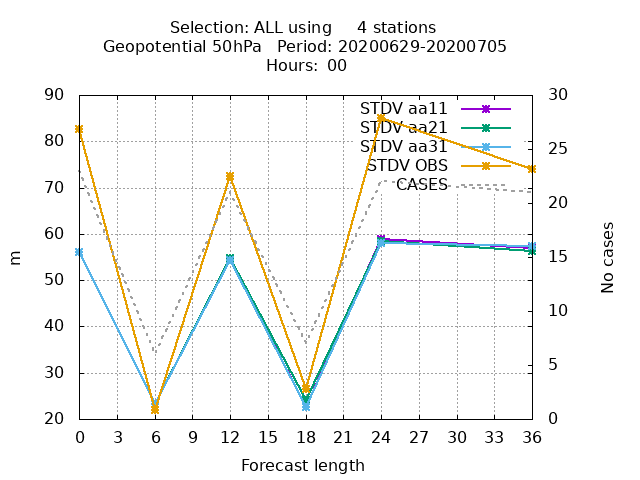 Selection: ALL using     4 stations
Geopotential 50hPa   Period: 20200629-20200705
Hours: 00
90
80
70
60
50
40
30
20
30
25
20
15
10
5
0
STDV aa11
STDV aa21
STDV aa31
STDV OBS
CASES
m
No cases
0 3 6 9 12 15 18 21 24 27 30 33 36
Forecast length